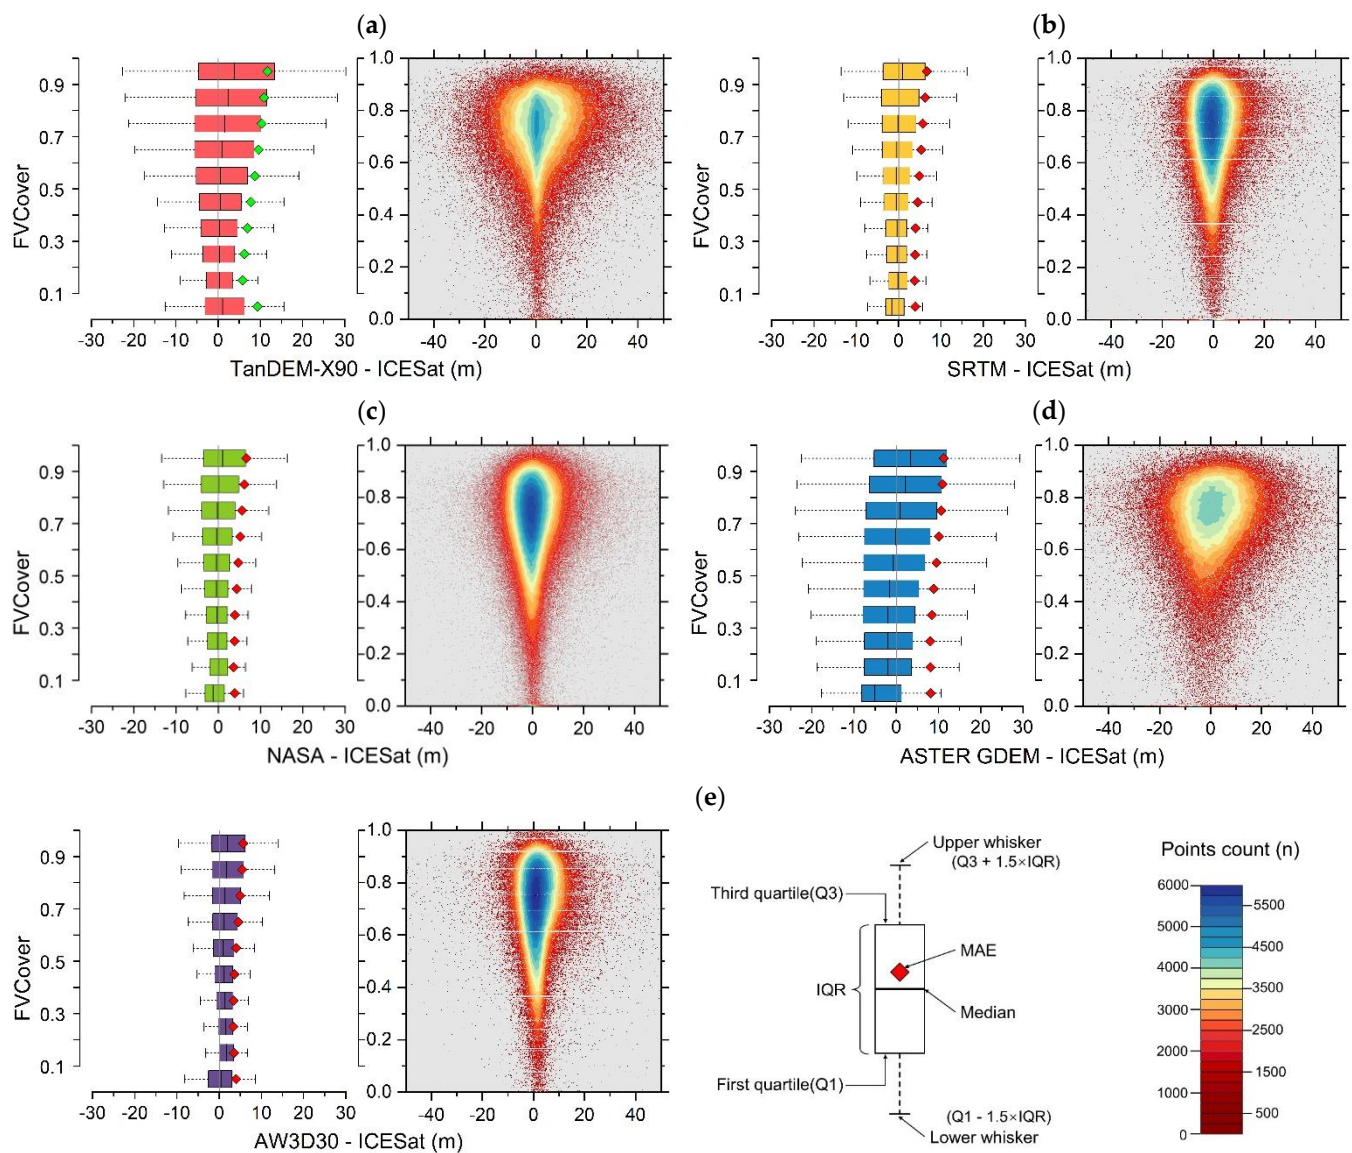 (a)
FVCover
0.9
0.7
0.5
0.3
0.1
-30 -20 -10 0 10 20 30
1.0
0.8
0.6
0.4
0.2
0.0
-40 -20 0 20 40
TanDEM-X90 - ICESat (m)
(b)
FVCover
0.9
0.7
0.5
0.3
0.1
-30 -20 -10 0 10 20 30
1.0
0.8
0.6
0.4
0.2
0.0
-40 -20 0 20 40
SRTM - ICESat (m)
(c)
FVCover
0.9
0.7
0.5
0.3
0.1
-30 -20 -10 0 10 20 30
1.0
0.8
0.6
0.4
0.2
0.0
-40 -20 0 20 40
NASA - ICESat (m)
(d)
FVCover
0.9
0.7
0.5
0.3
0.1
-30 -20 -10 0 10 20 30
1.0
0.8
0.6
0.4
0.2
0.0
-40 -20 0 20 40
ASTER GDEM - ICESat (m)
(e)
FVCover
0.9
0.7
0.5
0.3
0.1
-30 -20 -10 0 10 20 30
1.0
0.8
0.6
0.4
0.2
0.0
-40 -20 0 20 40
AW3D30 - ICESat (m)
Upper whisker
(Q3 + 1.5×IQR)
Third quartile(Q3)
MAE
IQR
Median
First quartile(Q1)
(Q1 - 1.5×IQR)
Lower whisker
Points count (n)
6000
5500
5000
4500
4000
3500
3000
2500
2000
1500
1000
500
0